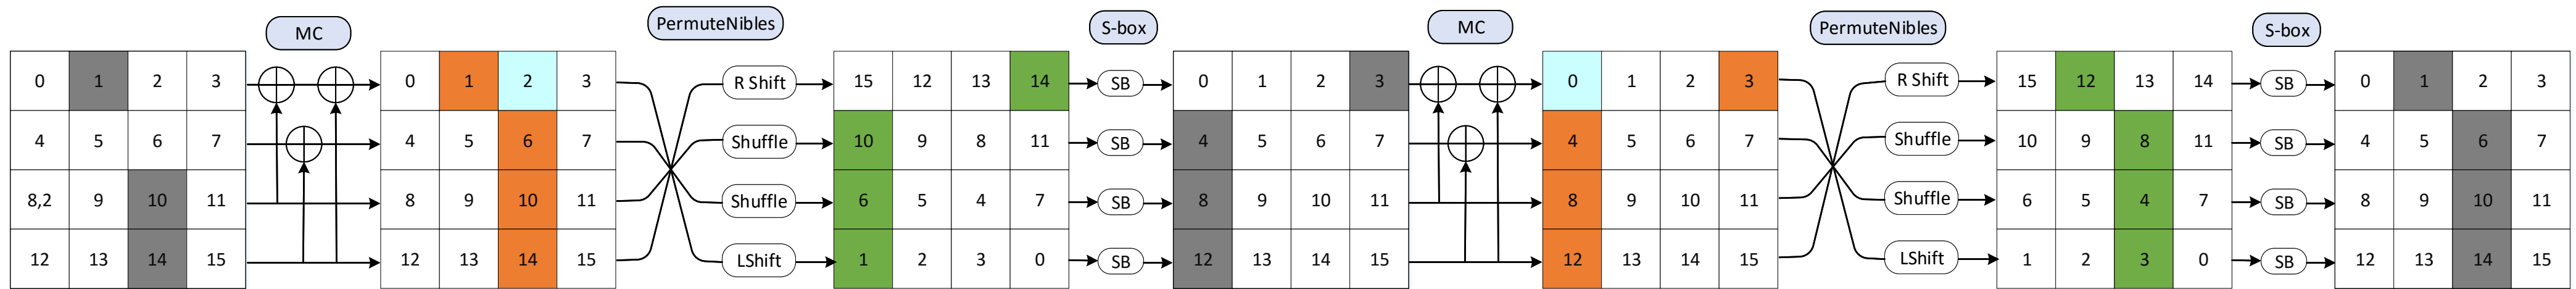 MC PermuteNibles S-box MC PermuteNibles S-box
0 1 2 3 0 1 2 3 R Shift 15 12 13 14 SB 0 1 2 3 0 1 2 3 R Shift 15 12 13 14 SB 0 1 2 3
4 5 6 7 4 5 6 7 Shuffle 10 9 8 11 SB 4 5 6 7 4 5 6 7 Shuffle 10 9 8 11 SB 4 5 6 7
8,2 9 10 11 8 9 10 11 Shuffle 6 5 4 7 SB 8 9 10 11 8 9 10 11 Shuffle 6 5 4 7 SB 8 9 10 11
12 13 14 15 12 13 14 15 LShift 1 2 3 0 SB 12 13 14 15 12 13 14 15 LShift 1 2 3 0 SB 12 13 14 15